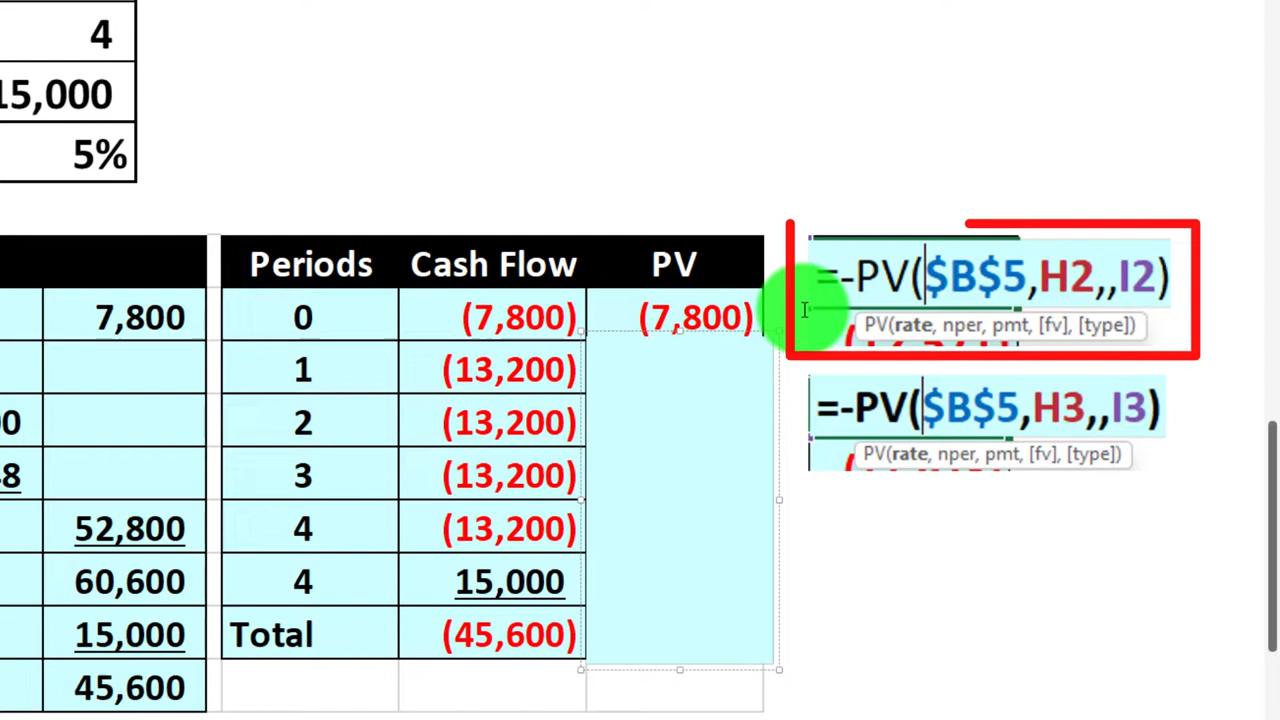 4
15,000
5%
Periods Cash Flow PV
7,800 0 (7,800) (7,800)
1 (13,200)
2 (13,200)
3 (13,200)
52,800 4 (13,200)
60,600 4 15,000
15,000 Total (45,600)
45,600
=-PV($B$5,H2,,I2)
PV(rate, nper, pmt, [fv], [type])
=-PV($B$5,H3,,I3)
PV(rate, nper, pmt, [fv], [type])